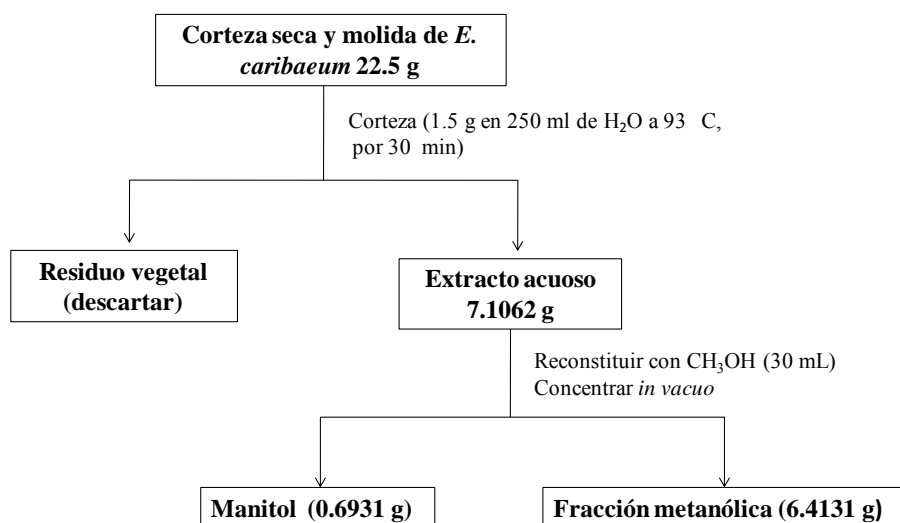 Corteza seca y molida de E.
caribaeum 22.5 g
Corteza (1.5 g en 250 ml de H₂O a 93 C,
por 30 min)
Residuo vegetal
(descartar)
Extracto acuoso
7.1062 g
Reconstituir con CH₃OH (30 mL)
Concentrar in vacuo
Manitol (0.6931 g)
Fracción metanólica (6.4131 g)